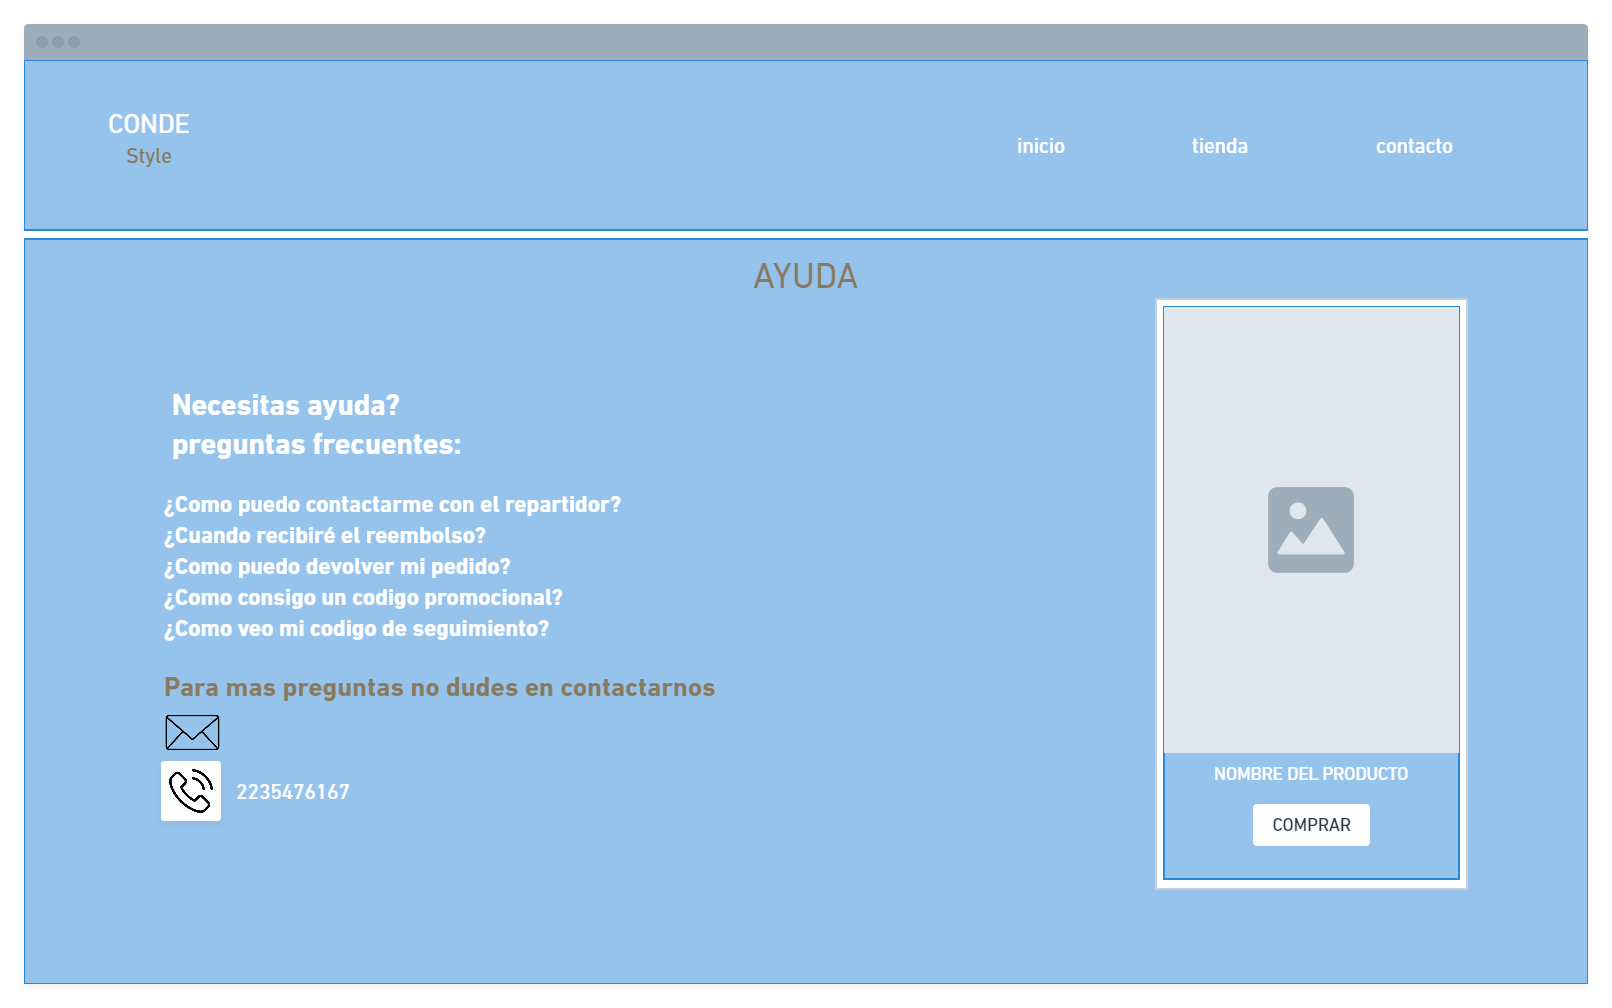 CONDE
Style
inicio
tienda
contacto
AYUDA
Necesitas ayuda?
preguntas frecuentes:
¿Como puedo contactarme con el repartidor?
¿Cuando recibiré el reembolso?
¿Como puedo devolver mi pedido?
¿Como consigo un codigo promocional?
¿Como veo mi codigo de seguimiento?
Para mas preguntas no dudes en contactarnos
2235476167
NOMBRE DEL PRODUCTO
COMPRAR